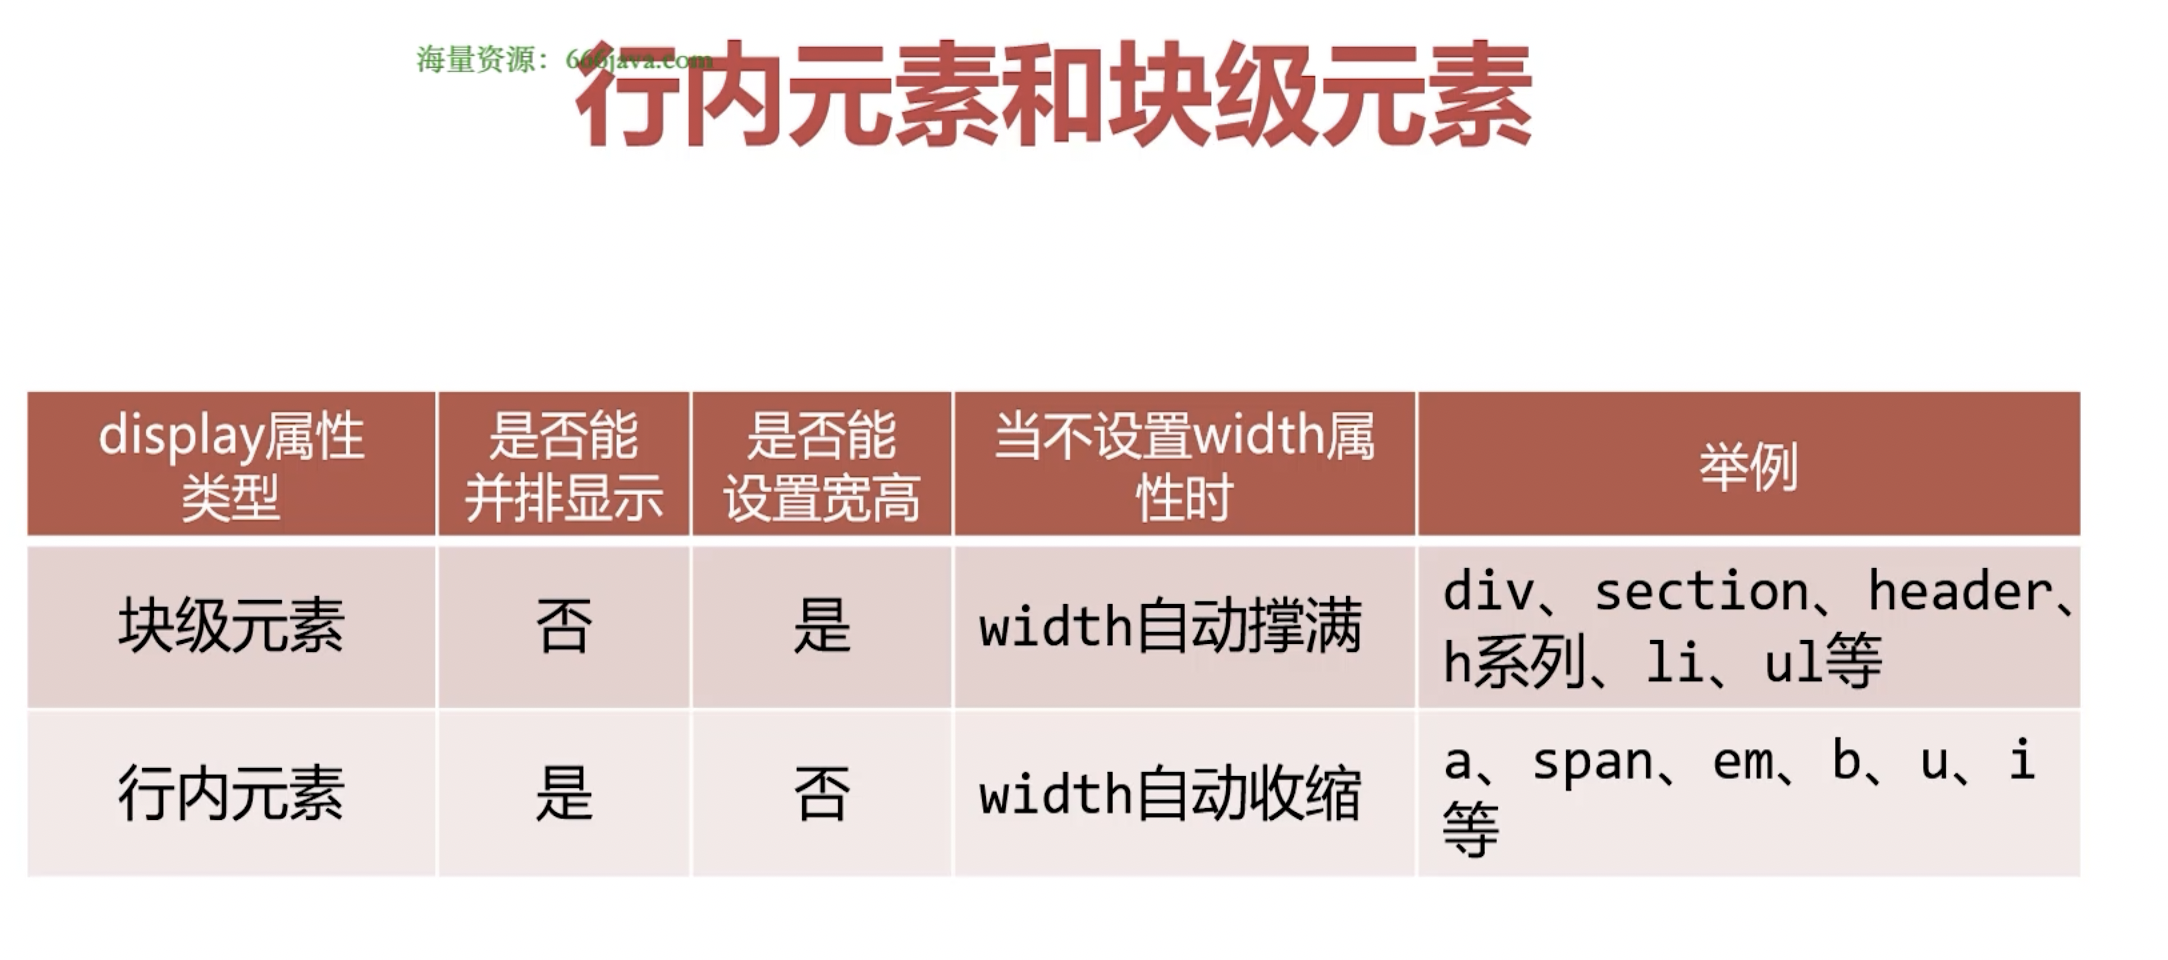 海量资源：666java.com
行内元素和块级元素
display属性
类型
是否能
并排显示
是否能
设置宽高
当不设置width属
性时
举例
块级元素
否
是
width自动撑满
div、section、header、
h系列、li、ul等
行内元素
是
否
width自动收缩
a、span、em、b、u、i
等